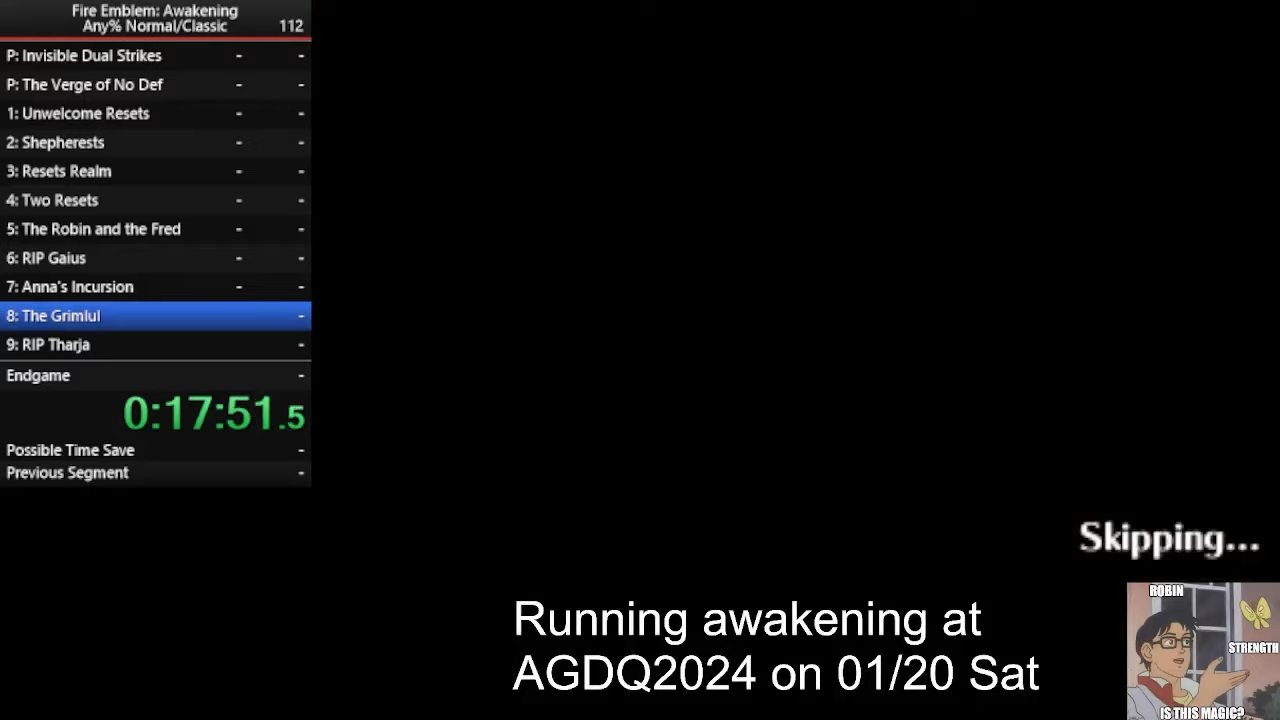 Fire Emblem: Awakening
Any% Normal/Classic 112
P: Invisible Dual Strikes - -
P: The Verge of No Def - -
1: Unwelcome Resets - -
2: Shepherests - -
3: Resets Realm - -
4: Two Resets - -
5: The Robin and the Fred - -
6: RIP Gaius - -
7: Anna's Incursion - -
8: The Grimlul -
9: RIP Tharja -
Endgame -
0:17:51.5
Possible Time Save -
Previous Segment -
Skipping...
Running awakening at
AGDQ2024 on 01/20 Sat
ROBIN
STRENGTH
IS THIS MAGIC?